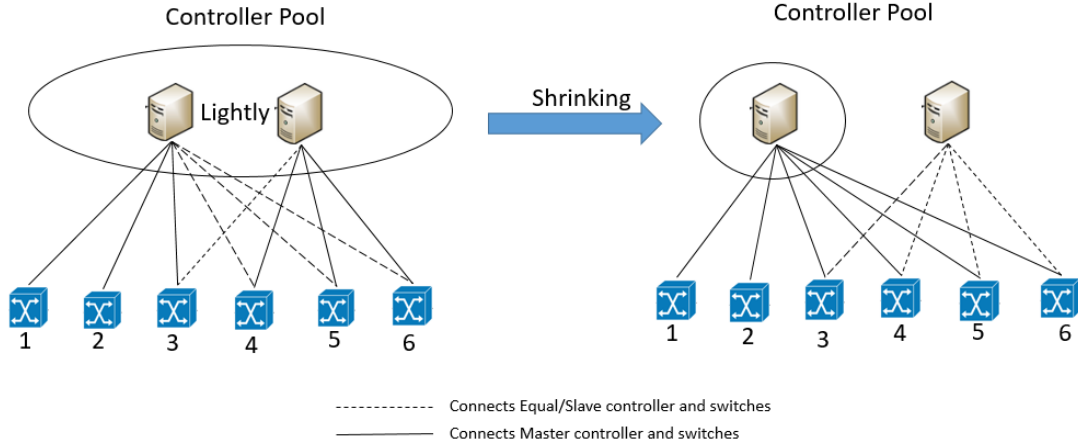 Controller Pool
Controller Pool
Lightly
Shrinking
1 2 3 4 5 6
1 2 3 4 5 6
Connects Equal/Slave controller and switches
Connects Master controller and switches